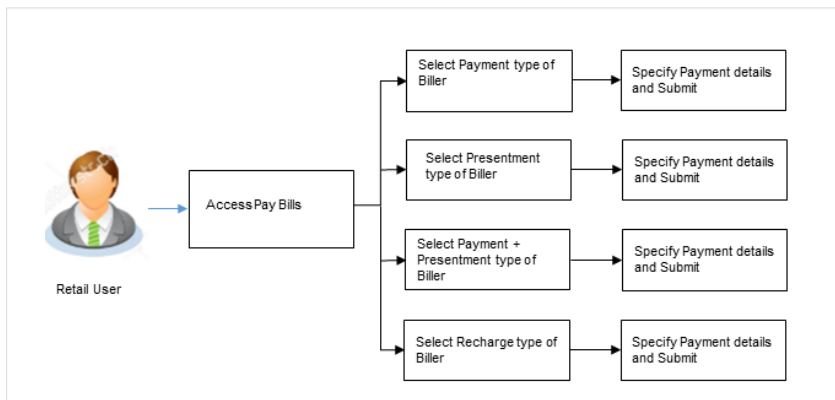 Select Payment type of
Biller
Specify Payment details
and Submit
Select Presentment
type of Biller
Specify Payment details
and Submit
Access Pay Bills
Select Payment +
Presentment type of
Biller
Specify Payment details
and Submit
Retail User
Select Recharge type of
Biller
Specify Payment details
and Submit